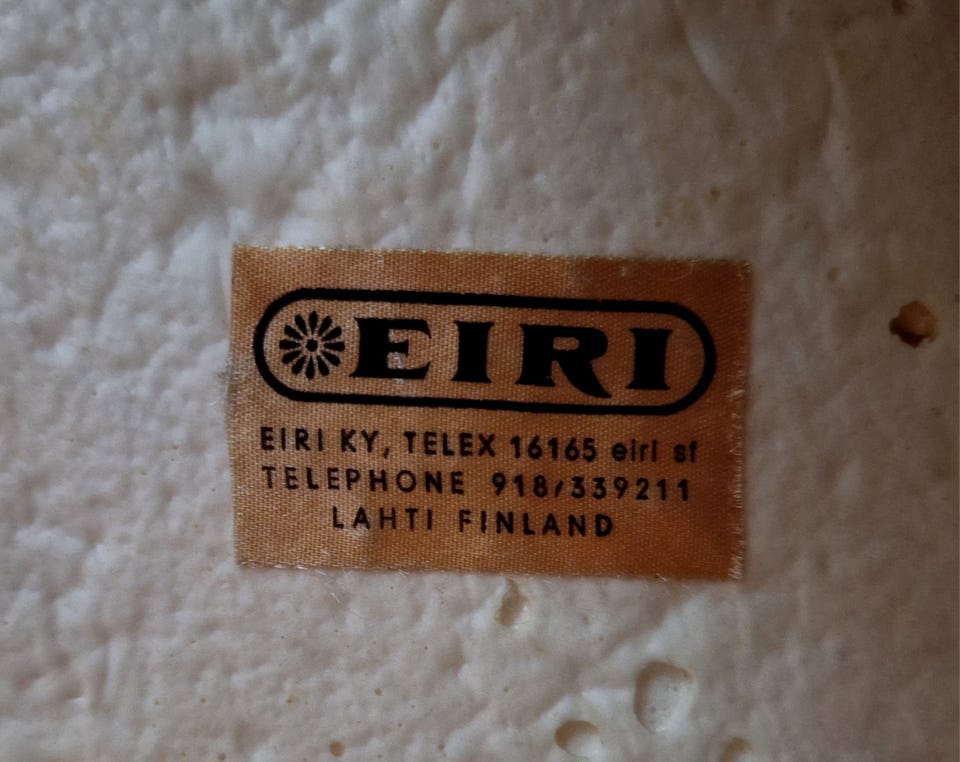 EIRI
EIRI KY, TELEX 16165 eiri sf
TELEPHONE 918/339211
LAHTI FINLAND